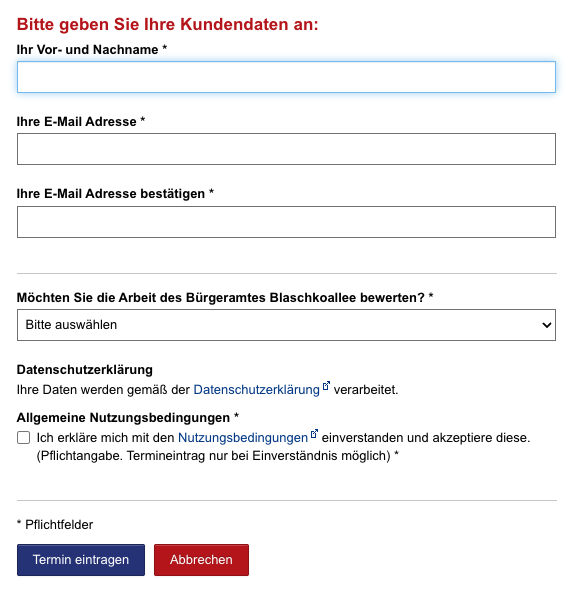 Bitte geben Sie Ihre Kundendaten an:
Ihr Vor- und Nachname *
Ihre E-Mail Adresse *
Ihre E-Mail Adresse bestätigen *
Möchten Sie die Arbeit des Bürgeramtes Blaschkoallee bewerten? *
Bitte auswählen
Datenschutzerklärung
Ihre Daten werden gemäß der Datenschutzerklärung verarbeitet.
Allgemeine Nutzungsbedingungen *
Ich erkläre mich mit den Nutzungsbedingungen einverstanden und akzeptiere diese.
(Pflichtangabe. Termineintrag nur bei Einverständnis möglich) *
* Pflichtfelder
Termin eintragen Abbrechen